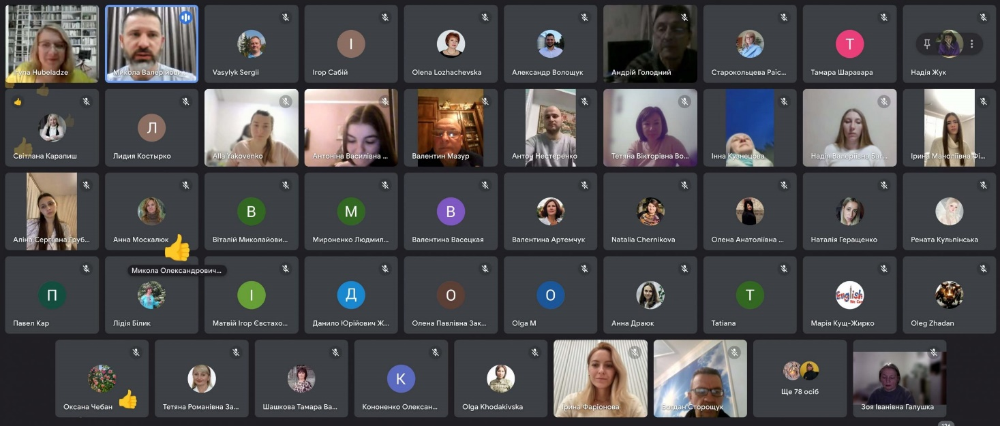 Iryna Hubeladze
Микола Валерійови...
Vasylyk Sergii
І
Ігор Сабій
Olena Lozhachevska
Александр Волощук
Андрій Голодний
Старокольцева Раїс...
Т
Тамара Шаравара
Надія Жук
Світлана Карапиш
Л
Лидия Костырко
Alla Yakovenko
Антоніна Василівна ...
Валентин Мазур
Антон Нестеренко
Тетяна Вікторівна Во...
Інна Кузнецова
Надія Валеріївна Баг...
Ірина Маноліївна Фі...
Аліна Сергіївна Груб...
Анна Москалюк
В
Віталій Миколайови...
М
Мироненко Людмил...
В
Валентина Васецкая
Валентина Артемчук
Natalia Chernikova
Олена Анатоліївна ...
Наталія Геращенко
Рената Кульпінська
П
Павел Кар
Микола Олександрович...
Лідія Білик
І
Матвій Ігор Євстахо...
Д
Данило Юрійович Ж...
О
Олена Павлівна Зак...
O
Olga M
Анна Драюк
T
Tatiana
English
We Can
Марія Кущ-Жирко
Oleg Zhadan
Оксана Чебан
Тетяна Романівна За...
Шашкова Тамара Ва...
К
Кононенко Олексан...
Olga Khodakivska
Ірина Фаріонова
Богдан Сторощук
Ще 78 осіб
Зоя Іванівна Галушка